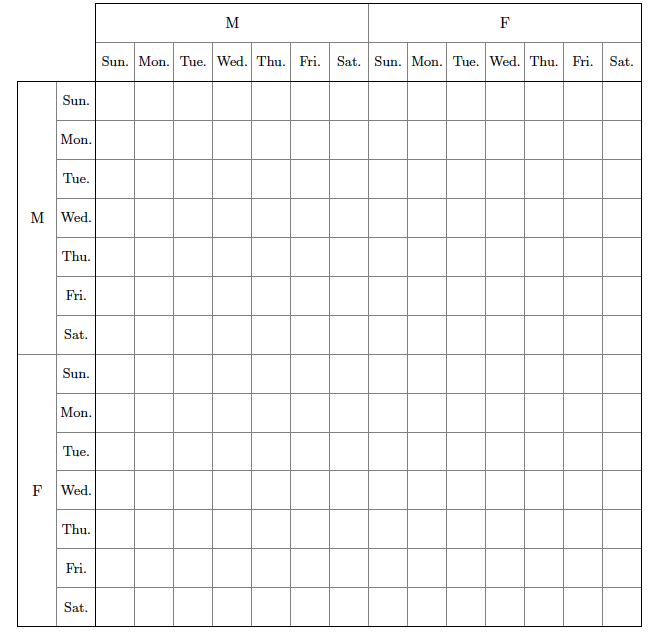 M F
Sun. Mon. Tue. Wed. Thu. Fri. Sat. Sun. Mon. Tue. Wed. Thu. Fri. Sat.
Sun.
Mon.
Tue.
M Wed.
Thu.
Fri.
Sat.
Sun.
Mon.
Tue.
F Wed.
Thu.
Fri.
Sat.